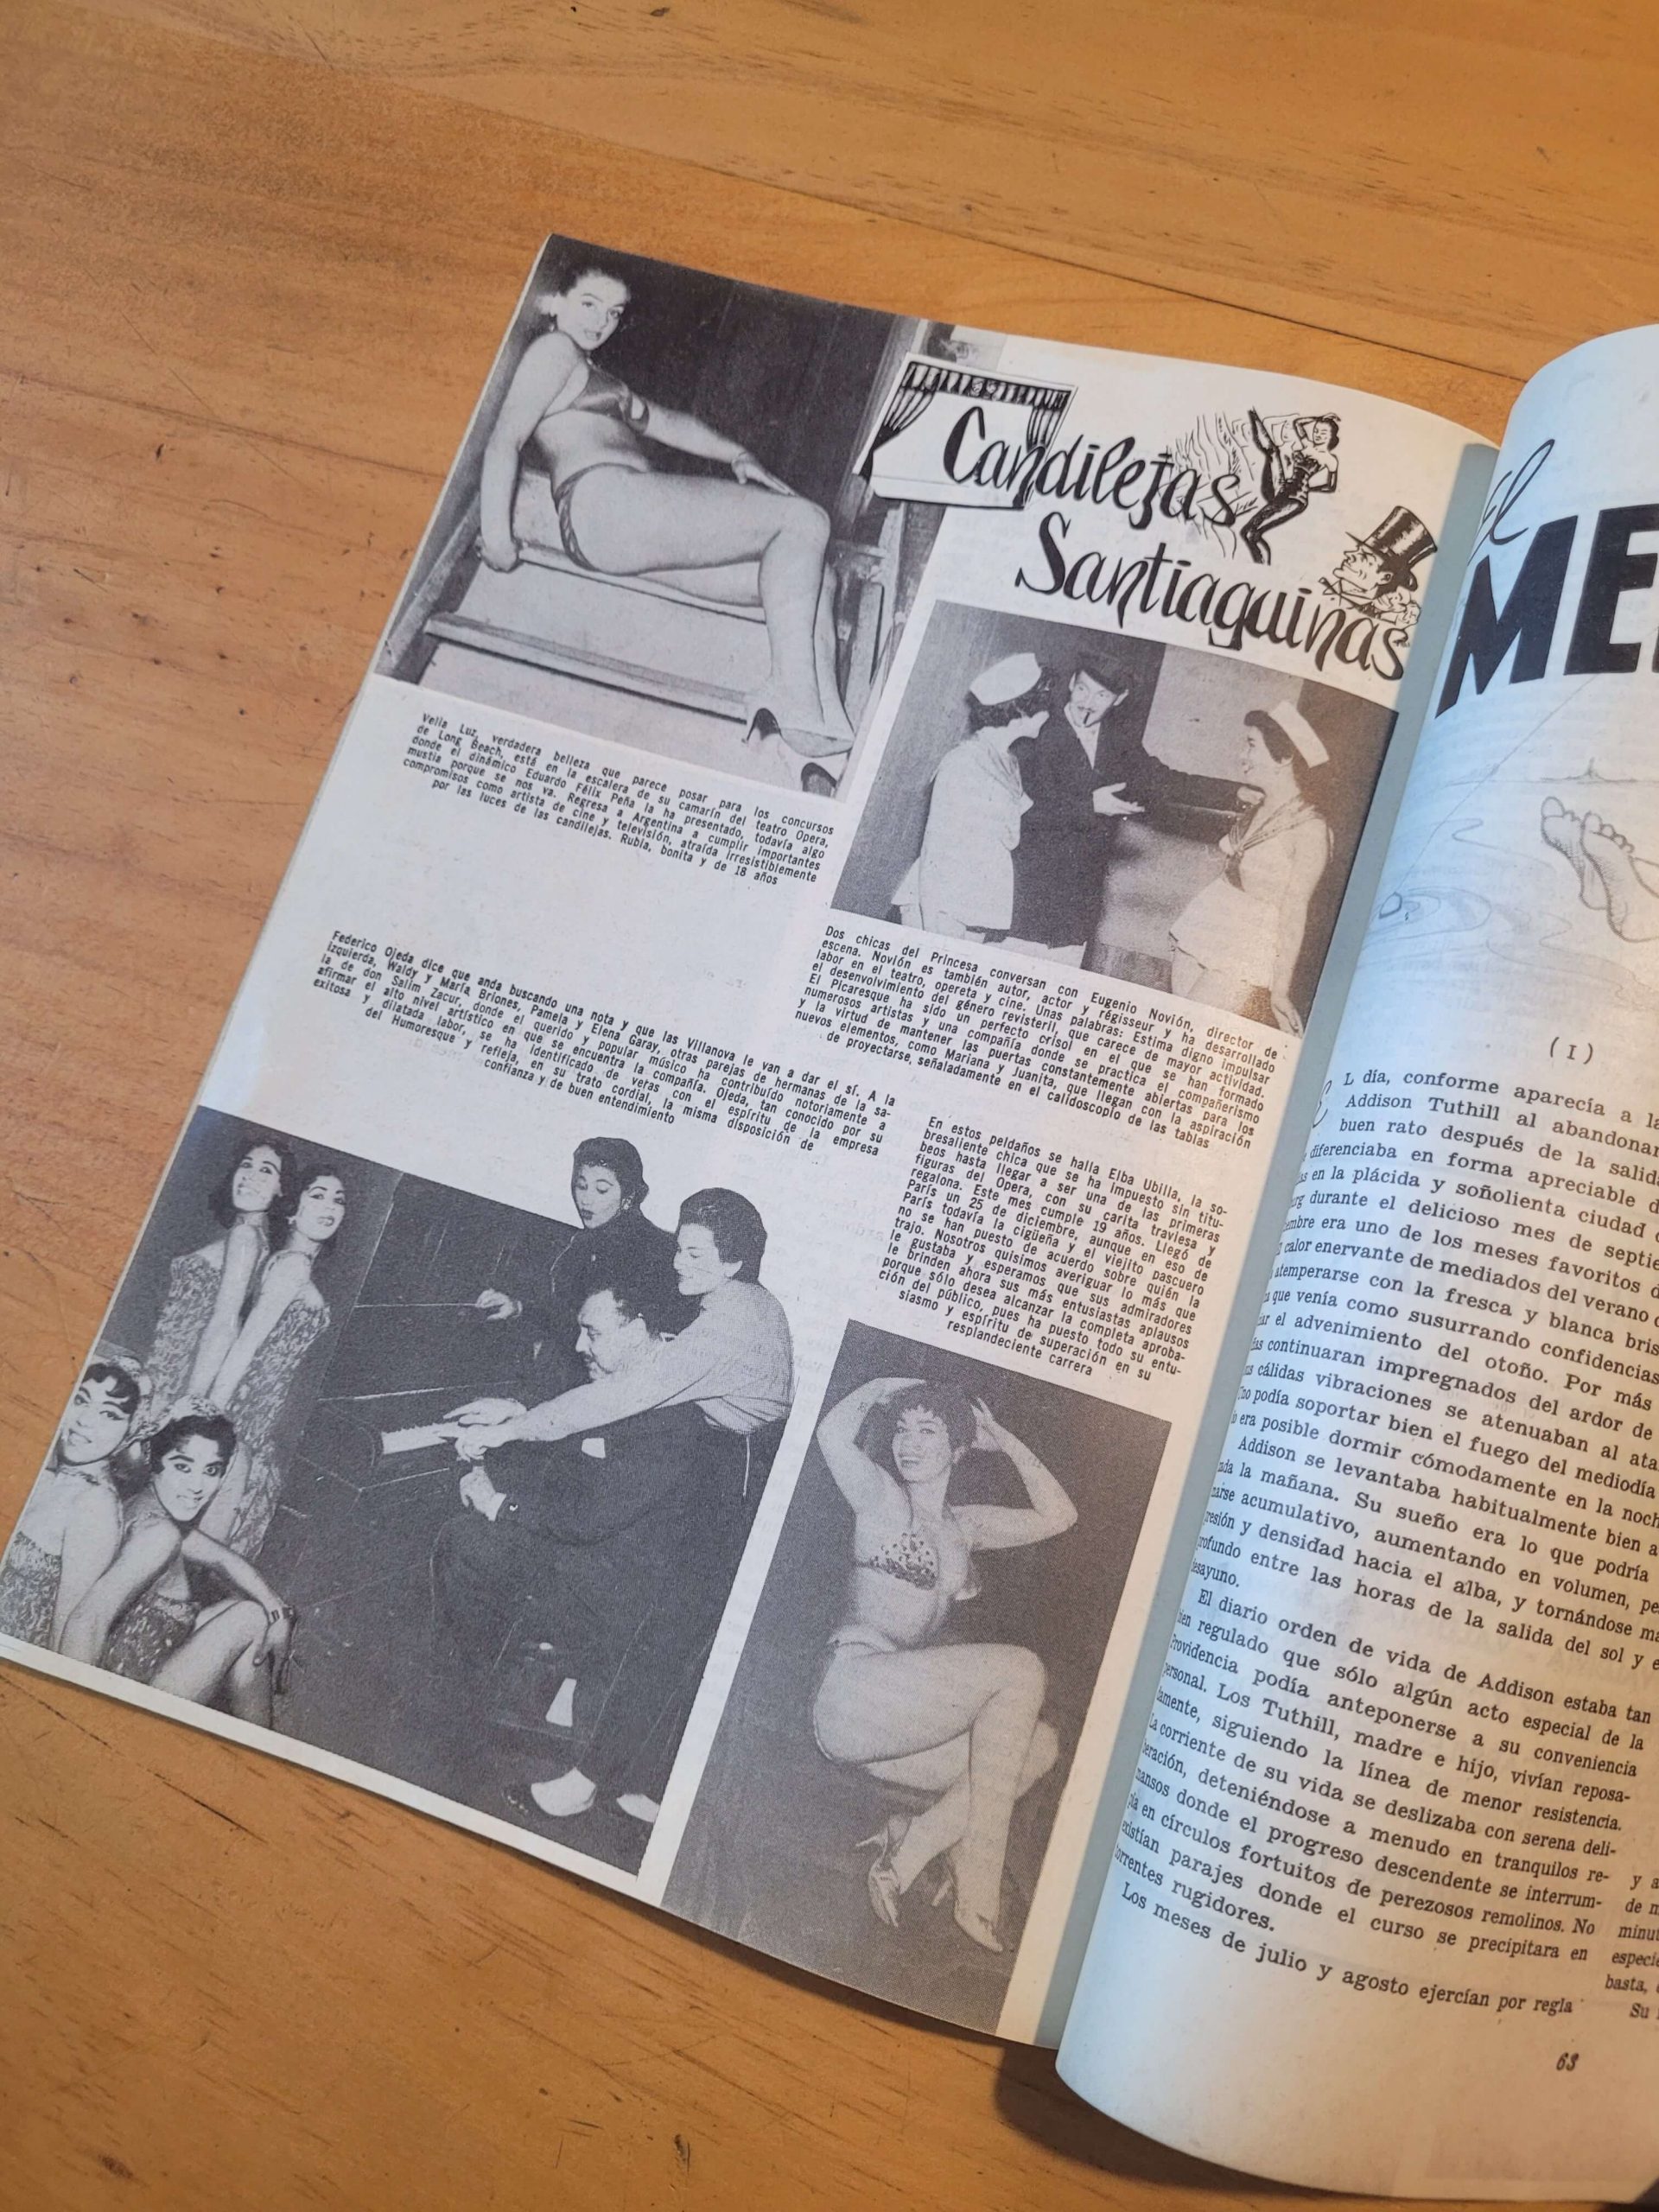 Candilejas
Santiaguinas
Velia Luz, verdadera belleza que parece posar para los concursos
de Long Beach, está en la escalera de su camarín del teatro Opera,
donde el dinámico Eduardo Félix Peña la ha presentado, todavía algo
mustia porque se nos va. Regresa a Argentina a cumplir importantes
compromisos como artista de cine y televisión, atraída irresistiblemente
por las luces de las candilejas. Rubia, bonita y de 18 años
Dos chicas del Princesa conversan con Eugenio Novión, director de
escena. Novión es también autor, actor y régisseur y ha desarrollado
labor en el teatro, opereta y cine. Unas palabras: Estima digno impulsar
el desenvolvimiento del género revisteril, que carece de mayor actividad.
El Picaresque ha sido un perfecto crisol en el que se han formado
numerosos artistas y una compañía donde se practica el compañerismo
y la virtud de mantener las puertas constantemente abiertas para los
nuevos elementos, como Mariana y Juanita, que llegan con la aspiración
de proyectarse, señaladamente en el calidoscopio de las tablas
Federico Ojeda dice que anda buscando una nota y que las Villanova le van a dar el sí. A la
izquierda, Waldy y María Briones, Pamela y Elena Garay, otras parejas de hermanas de la sa-
la de don Salim Zacur, donde el querido y popular músico ha contribuído notoriamente a
afirmar el alto nivel artístico en que se encuentra la compañía. Ojeda, tan conocido por su
exitosa y dilatada labor, se ha identificado de veras con el espíritu de la empresa
del Humoresque y refleja, en su trato cordial, la misma disposición de
confianza y de buen entendimiento
En estos peldaños se halla Elba Ubilla, la so-
bresaliente chica que se ha impuesto sin titu-
beos hasta llegar a ser una de las primeras
figuras del Opera, con su carita traviesa y
regalona. Este mes cumple 19 años. Llegó de
París un 25 de diciembre, aunque en eso de
París todavía la cigüeña y el viejito pascuero
no se han puesto de acuerdo sobre quién la
trajo. Nosotros quisimos averiguar lo más que
le gustaba y esperamos que sus admiradores
le brinden ahora sus más entusiastas aplausos
porque sólo desea alcanzar la completa aproba-
ción del público, pues ha puesto todo su entu-
siasmo y espíritu de superación en su
resplandeciente carrera
El
ME
(I)
L día, conforme aparecía a la
Addison Tuthill al abandonar
buen rato después de la salida
diferenciaba en forma apreciable d
en la plácida y soñolienta ciudad
durante el delicioso mes de septie
era uno de los meses favoritos d
calor enervante de mediados del verano
atemperarse con la fresca y blanca bris
que venía como susurrando confidencias
el advenimiento del otoño. Por más
continuaran impregnados del ardor de
cálidas vibraciones se atenuaban al ata
no podía soportar bien el fuego del mediodía
era posible dormir cómodamente en la noch
Addison se levantaba habitualmente bien a
la mañana. Su sueño era lo que podría
acumulativo, aumentando en volumen, pe
y densidad hacia el alba, y tornándose ma
entre las horas de la salida del sol y e
El diario orden de vida de Addison estaba tan
bien regulado que sólo algún acto especial de la
Providencia podía anteponerse a su conveniencia
personal. Los Tuthill, madre e hijo, vivían reposa-
damente, siguiendo la línea de menor resistencia.
La corriente de su vida se deslizaba con serena deli-
beración, deteniéndose a menudo en tranquilos re-
mansos donde el progreso descendente se interrum-
pía en círculos fortuitos de perezosos remolinos. No
existían parajes donde el curso se precipitara en
torrentes rugidores.
Los meses de julio y agosto ejercían por regla
y a
de m
minut
especie
basta,
Su
63